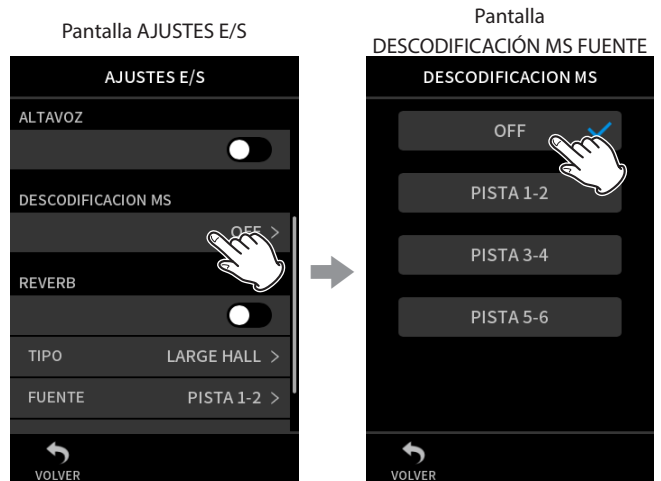 Pantalla AJUSTES E/S
AJUSTES E/S
ALTAVOZ
DESCODIFICACION MS
OFF >
REVERB
TIPO LARGE HALL >
FUENTE PISTA 1-2 >
VOLVER
Pantalla
DESCODIFICACIÓN MS FUENTE
DESCODIFICACION MS
OFF
PISTA 1-2
PISTA 3-4
PISTA 5-6
VOLVER